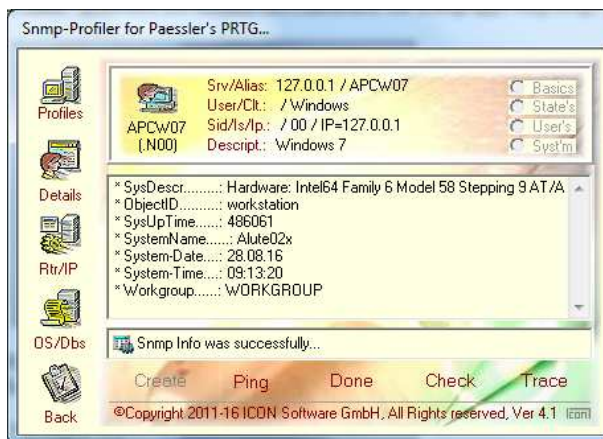 Snmp-Profiler for Paessler's PRTG...
Profiles
Details
Rtr/IP
OS/Dbs
Back
APCW07
(.N00)
Srv/Alias: 127.0.0.1 / APCW07
User/Clt.: / Windows
Sid/Is/Ip.: / 00 / IP=127.0.0.1
Descript.: Windows 7
Basics
State's
User's
Syst'm
* SysDescr.......: Hardware: Intel64 Family 6 Model 58 Stepping 9 AT/A
* ObjectID..........: workstation
* SysUpTime.....: 486061
* SystemName.....: Alute02x
* System-Date....: 28.08.16
* System-Time....: 09:13:20
* Workgroup......: WORKGROUP
Snmp Info was successfully...
Create Ping Done Check Trace
©Copyright 2011-16 ICON Software GmbH, All Rights reserved, Ver 4.1
icon